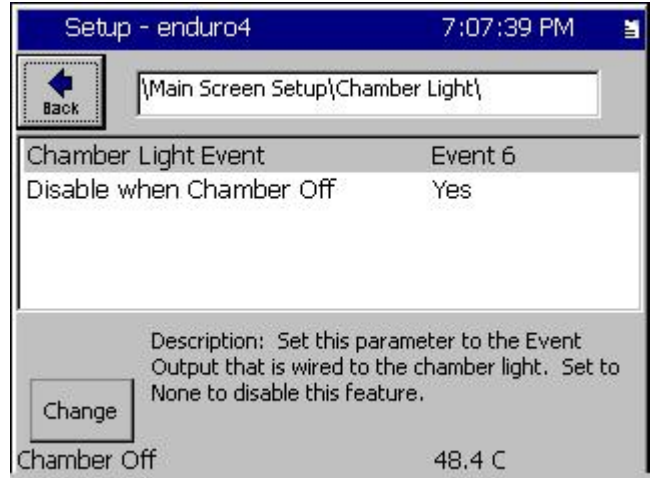 Setup - enduro4 7:07:39 PM
Back
\Main Screen Setup\Chamber Light\
Chamber Light Event Event 6
Disable when Chamber Off Yes
Description: Set this parameter to the Event
Output that is wired to the chamber light. Set to
None to disable this feature.
Change
Chamber Off 48.4 C